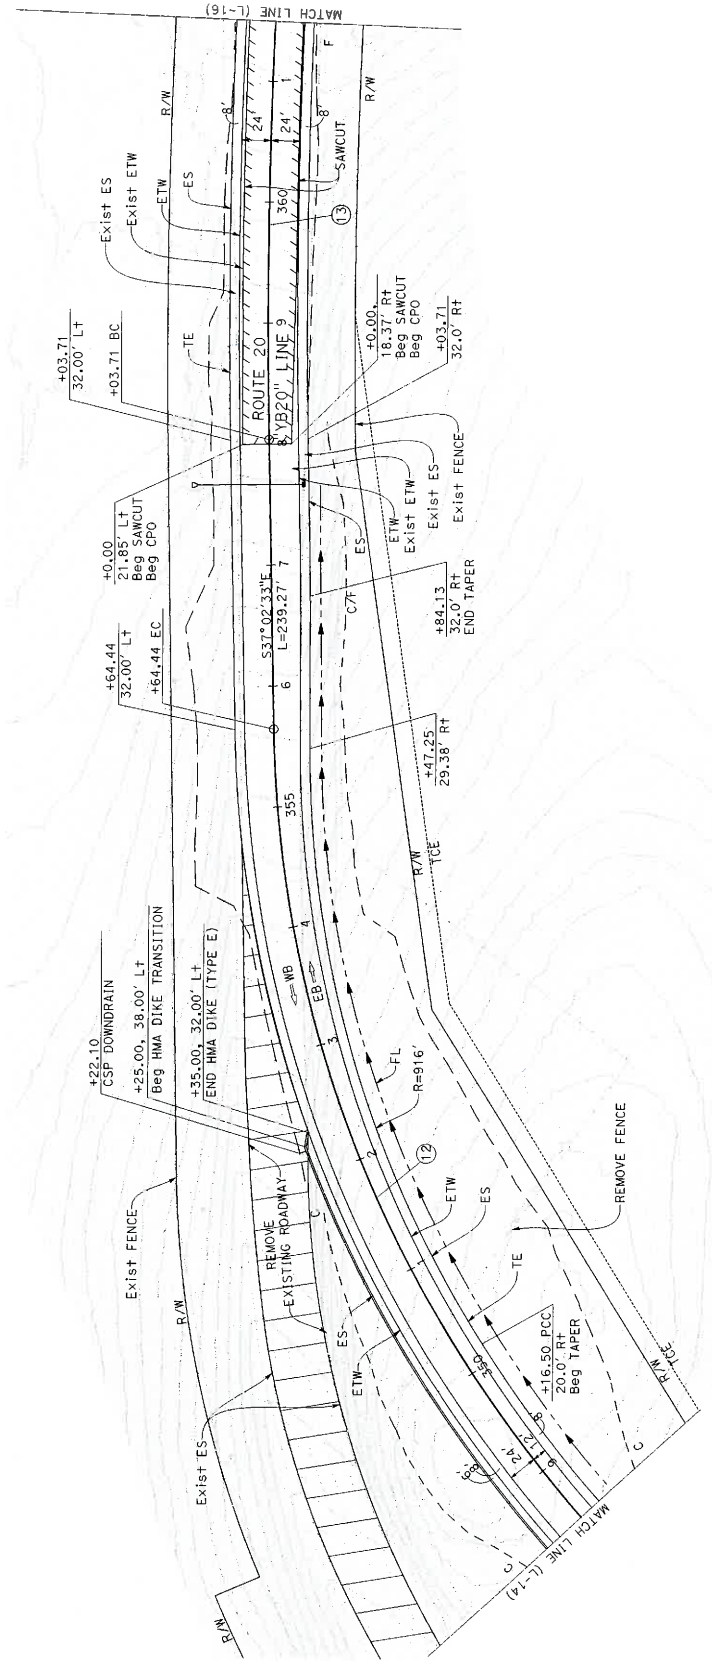 MATCH LINE (L-16)
R/W
8'
24'
24'
8'
F
R/W
1
SAWCUT
Exist ES
Exist ETW
ETW
ES
360
13
+03.71
32.00' Lt
+03.71 BC
TE
9
ROUTE 20
"YB20" LINE
8
+0.00,
18.37' Rt
Beg SAWCUT
Beg CPO
+03.71
32.0' Rt
+0.00
21.85' Lt
Beg SAWCUT
Beg CPO
ES
ETW
Exist ETW
Exist ES
Exist FENCE
+64.44
32.00' Lt
+64.44 EC
7
S37°02'33"E
L=239.27'
6
C/F
+84.13
32.0' Rt
END TAPER
+47.25
29.38' Rt
355
R/W
TCE
+22.10
CSP DOWNDRAIN
+25.00, 38.00' Lt
Beg HMA DIKE TRANSITION
+35.00, 32.00' Lt
END HMA DIKE (TYPE E)
4
WB
EB
3
FL
R=916'
2
12
Exist FENCE
R/W
REMOVE
EXISTING ROADWAY
C
ETW
ES
REMOVE FENCE
1
TE
ES
ETW
Exist ES
350
+16.50 PCC
20.0' Rt
Beg TAPER
R/W
TCE
24'
12'
8'
9
C
C
R/W
MATCH LINE (L-14)